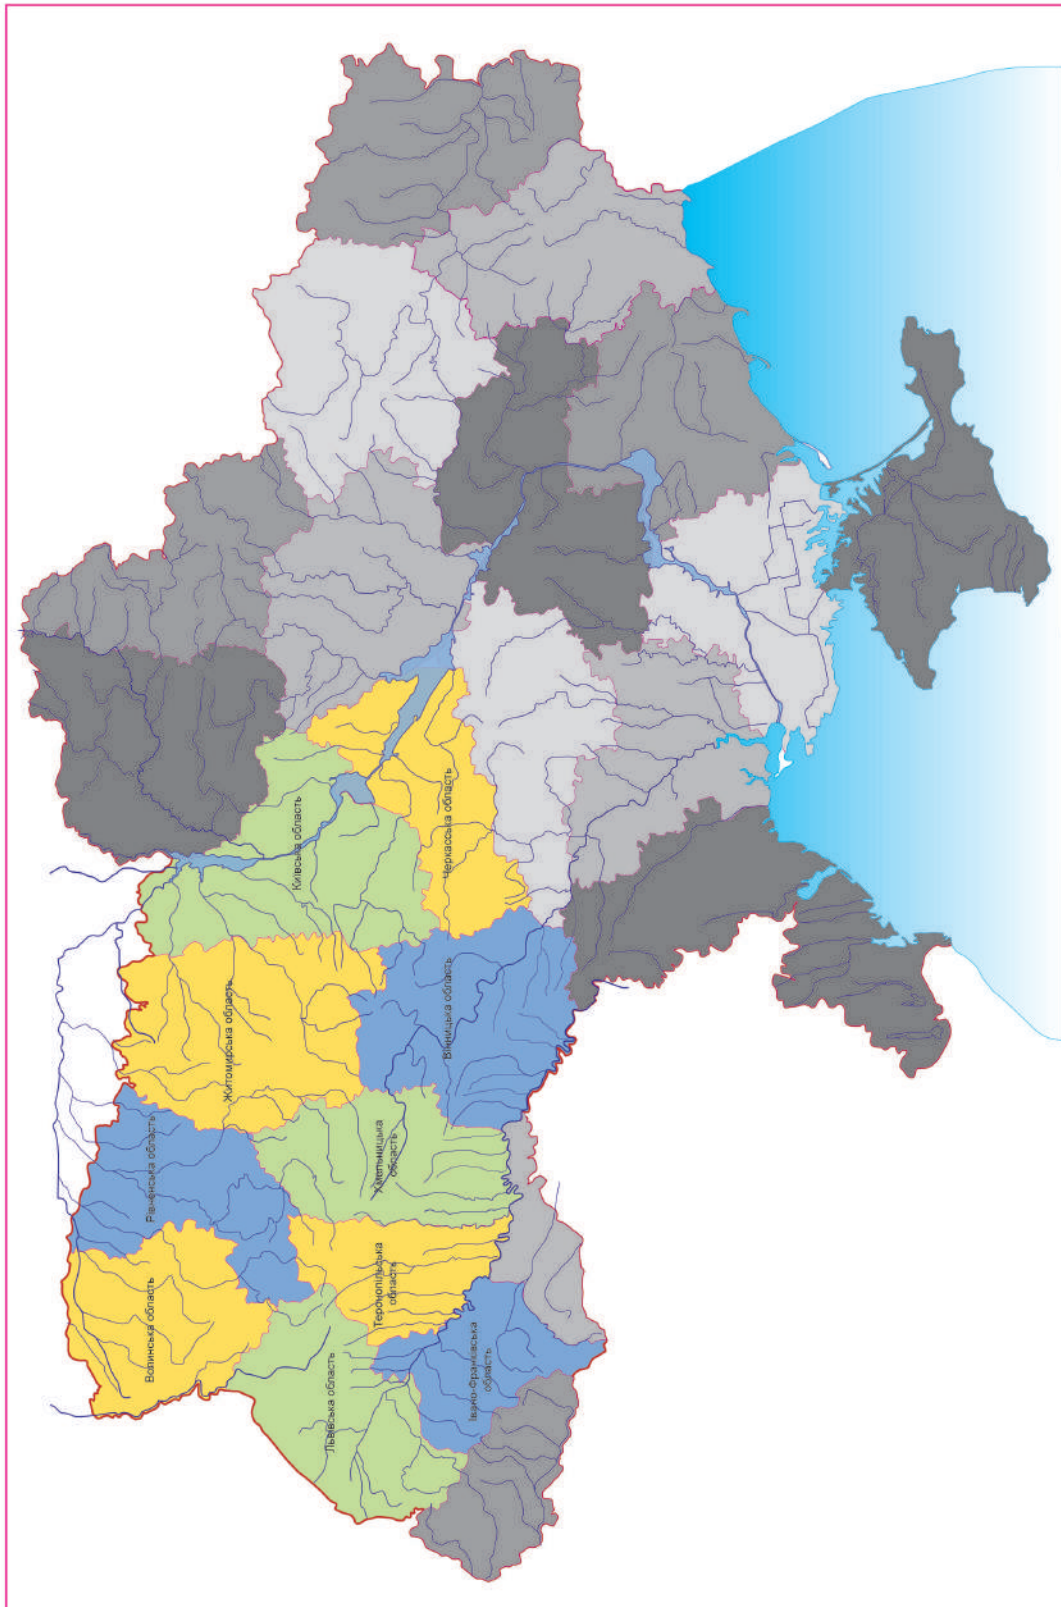 Волинська область
Рівненська область
Житомирська область
Київська область
Черкаська область
Вінницька область
Хмельницька
область
Тернопільська
область
Львівська область
Івано-Франківська
область